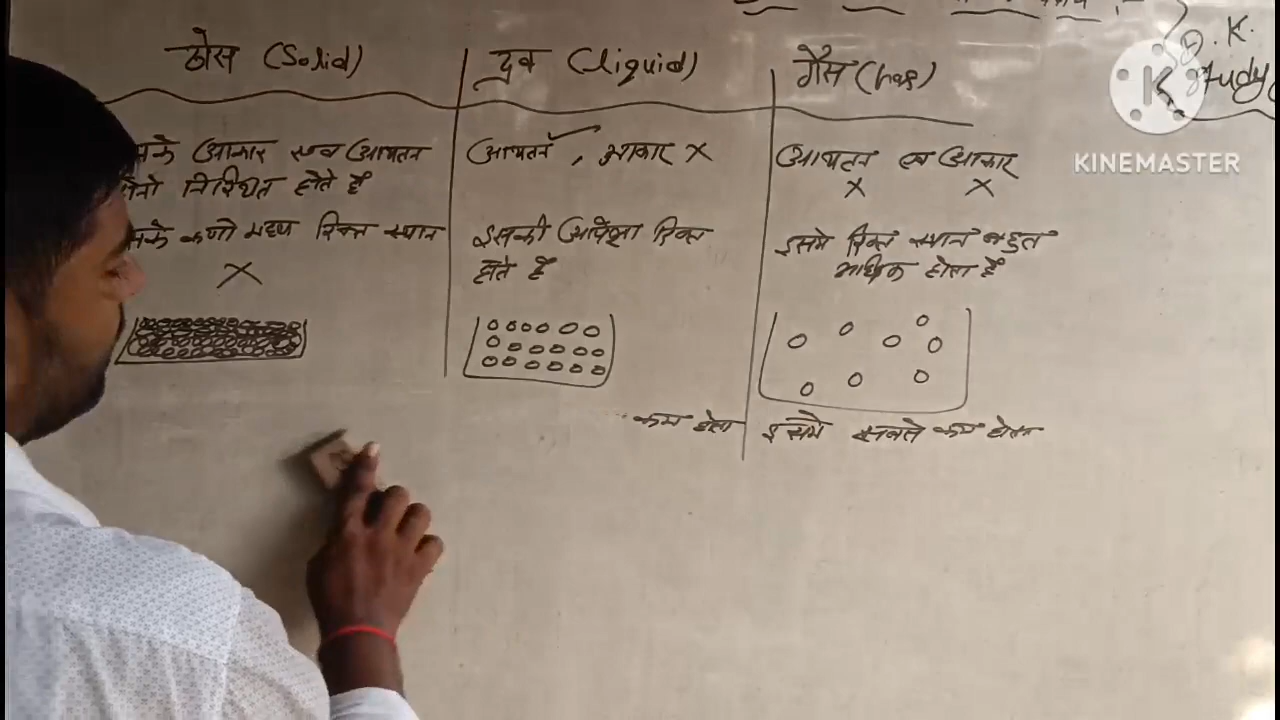 ठोस (Solid)
द्रव (liquid)
गैस (Gas)
D. K.
Study
KINEMASTER
आकार एवं आयतन
निश्चित होते है
कणो मध्य रिक्त स्थान
X
आयतन ✓, आकार X
इसकी अपेक्षा रिक्त
होते है
आयतन एवं आकार
X X
इसमे रिक्त स्थान बहुत
अधिक होता है
कम होता
इसमे सबसे कम होता